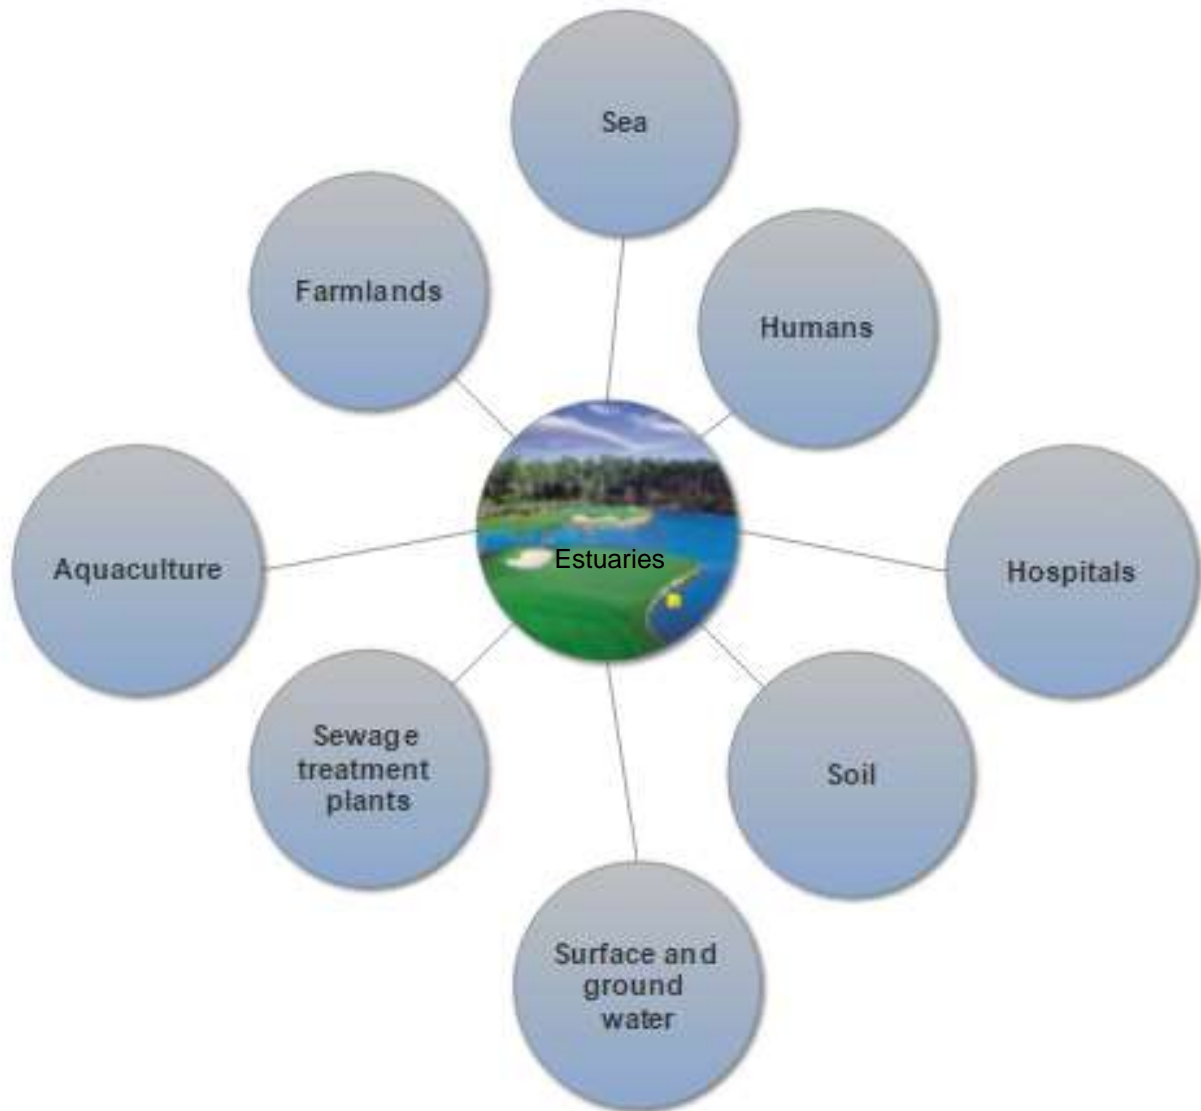 Sea
Farmlands
Humans
Estuaries
Aquaculture
Hospitals
Sewage
treatment
plants
Soil
Surface and
ground
water